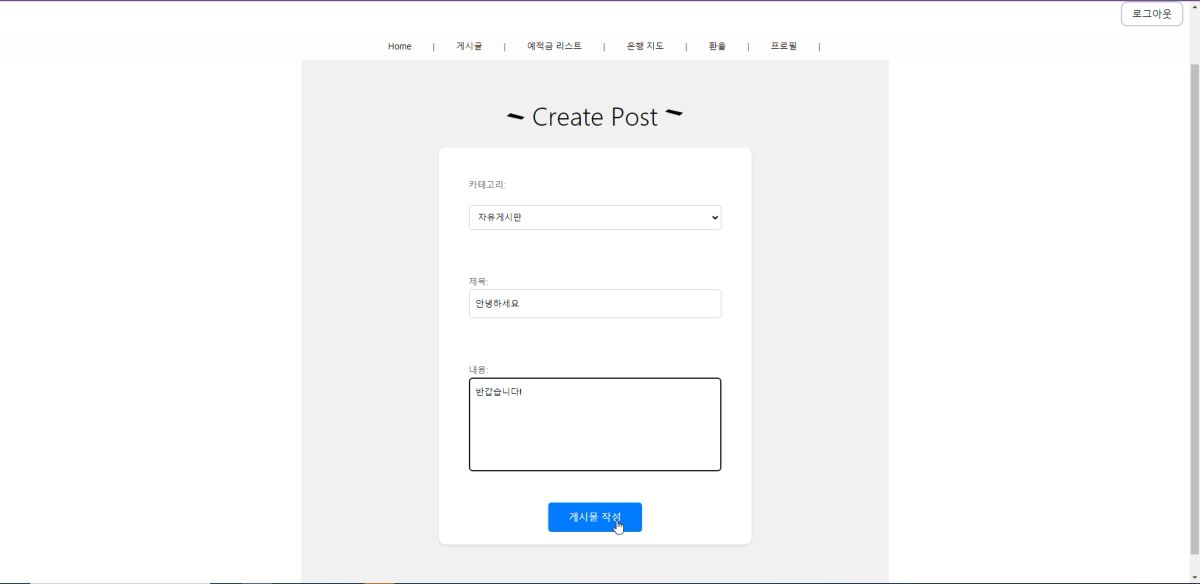 로그아웃
Home | 게시글 | 예적금 리스트 | 은행 지도 | 환율 | 프로필 |
Create Post
카테고리:
자유게시판
제목:
안녕하세요
내용:
반갑습니다!
게시물 작성